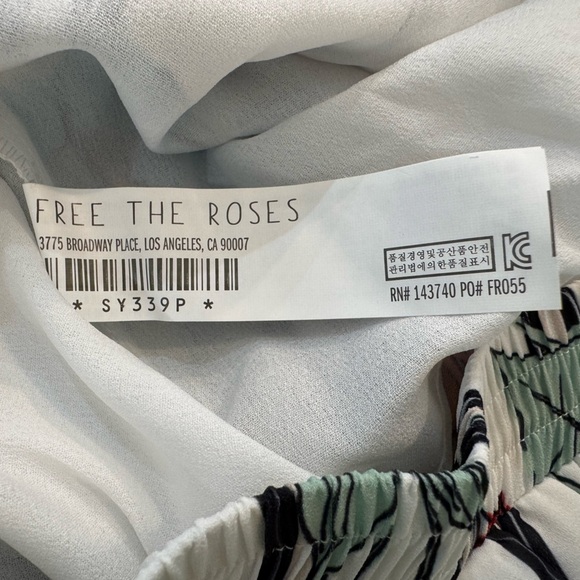 FREE THE ROSES
3775 BROADWAY PLACE, LOS ANGELES, CA 90007
* SY339P *
품질경영및공산품안전
관리법에의한품질표시
RN# 143740 PO# FR055